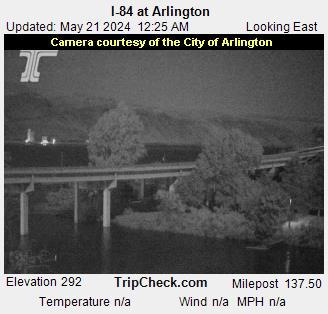 I-84 at Arlington
Updated: May 21 2024 12:25 AM Looking East
Camera courtesy of the City of Arlington
Elevation 292 TripCheck.com Milepost 137.50
Temperature n/a Wind n/a MPH n/a